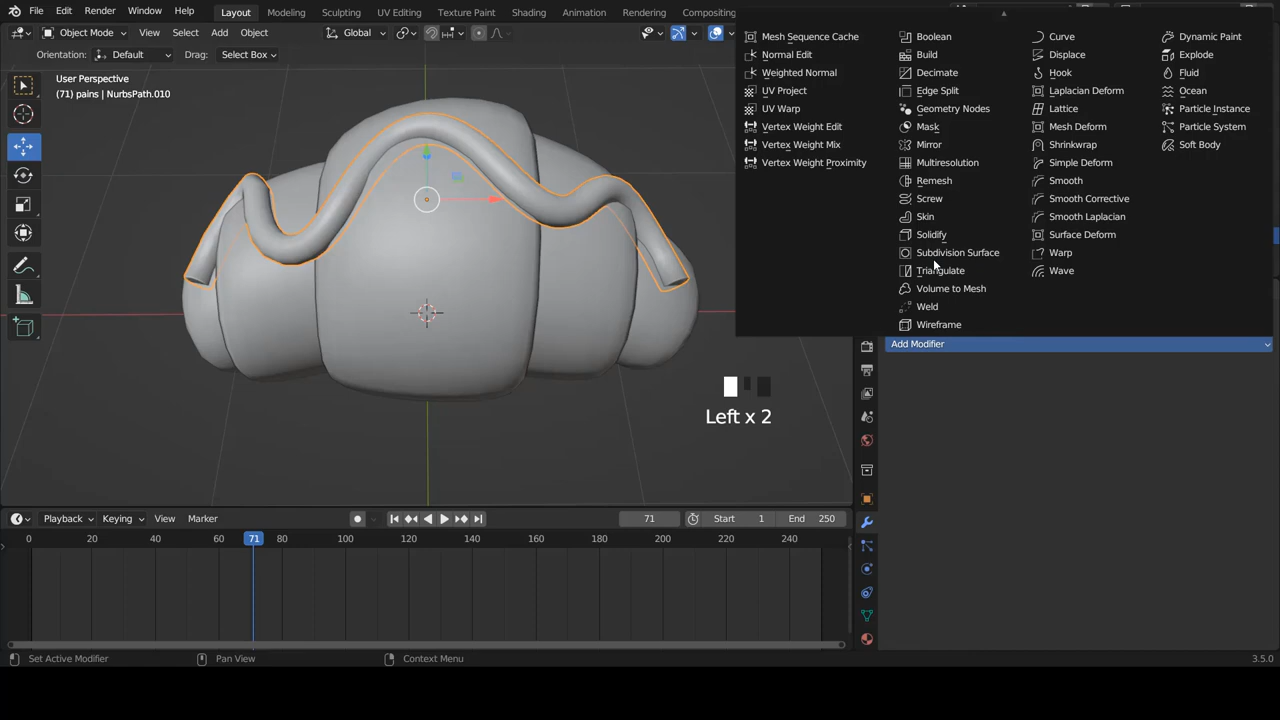 File Edit Render Window Help Layout Modeling Sculpting UV Editing Texture Paint Shading Animation Rendering Compositing
Object Mode View Select Add Object Global
Orientation: Default Drag: Select Box
User Perspective
(71) pains | NurbsPath.010
Mesh Sequence Cache Boolean Curve Dynamic Paint
Normal Edit Build Displace Explode
Weighted Normal Decimate Hook Fluid
UV Project Edge Split Laplacian Deform Ocean
UV Warp Geometry Nodes Lattice Particle Instance
Vertex Weight Edit Mask Mesh Deform Particle System
Vertex Weight Mix Mirror Shrinkwrap Soft Body
Vertex Weight Proximity Multiresolution Simple Deform
Remesh Smooth
Screw Smooth Corrective
Skin Smooth Laplacian
Solidify Surface Deform
Subdivision Surface Warp
Triangulate Wave
Volume to Mesh
Weld
Wireframe
Add Modifier
Left x 2
Playback Keying View Marker 71 Start 1 End 250
0 20 40 60 71 80 100 120 140 160 180 200 220 240
Set Active Modifier Pan View Context Menu 3.5.0